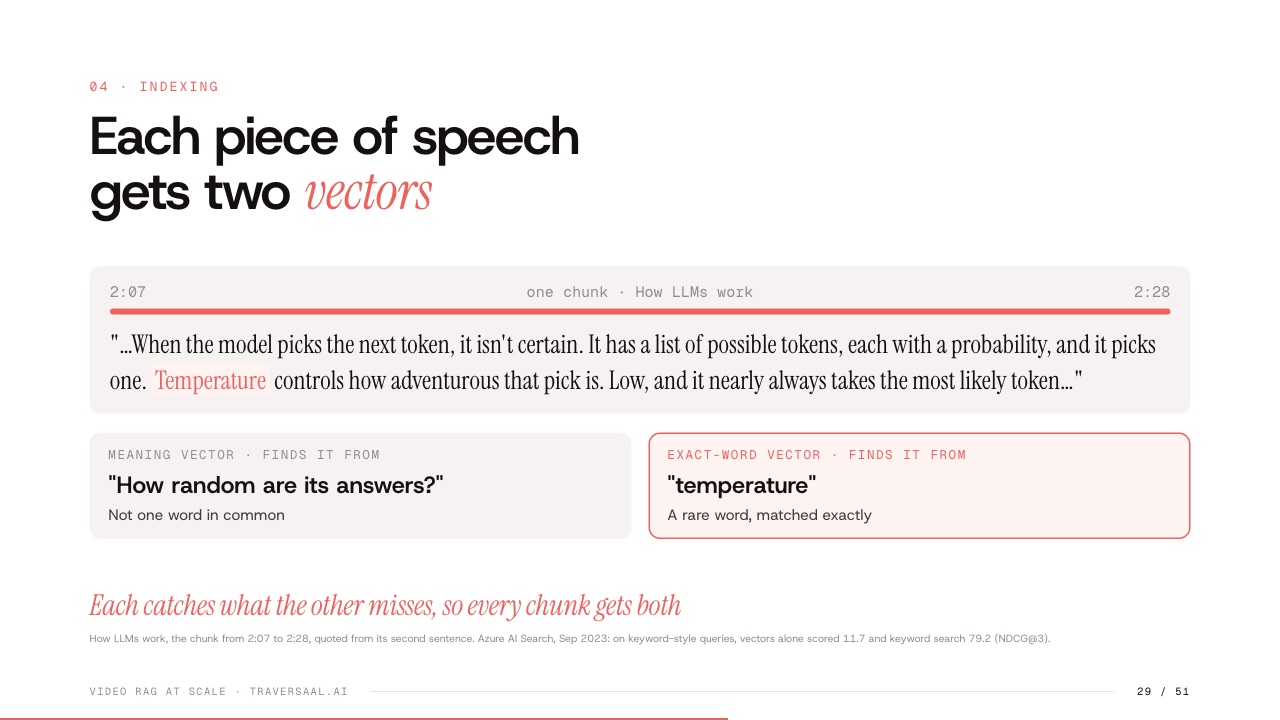 04 · INDEXING
Each piece of speech
gets two vectors
2:07 one chunk · How LLMs work 2:28
"…When the model picks the next token, it isn't certain. It has a list of possible tokens, each with a probability, and it picks
one. Temperature controls how adventurous that pick is. Low, and it nearly always takes the most likely token…"
MEANING VECTOR · FINDS IT FROM
"How random are its answers?"
Not one word in common
EXACT-WORD VECTOR · FINDS IT FROM
"temperature"
A rare word, matched exactly
Each catches what the other misses, so every chunk gets both
How LLMs work, the chunk from 2:07 to 2:28, quoted from its second sentence. Azure AI Search, Sep 2023: on keyword-style queries, vectors alone scored 11.7 and keyword search 79.2 (NDCG@3).
VIDEO RAG AT SCALE · TRAVERSAAL.AI 29 / 51